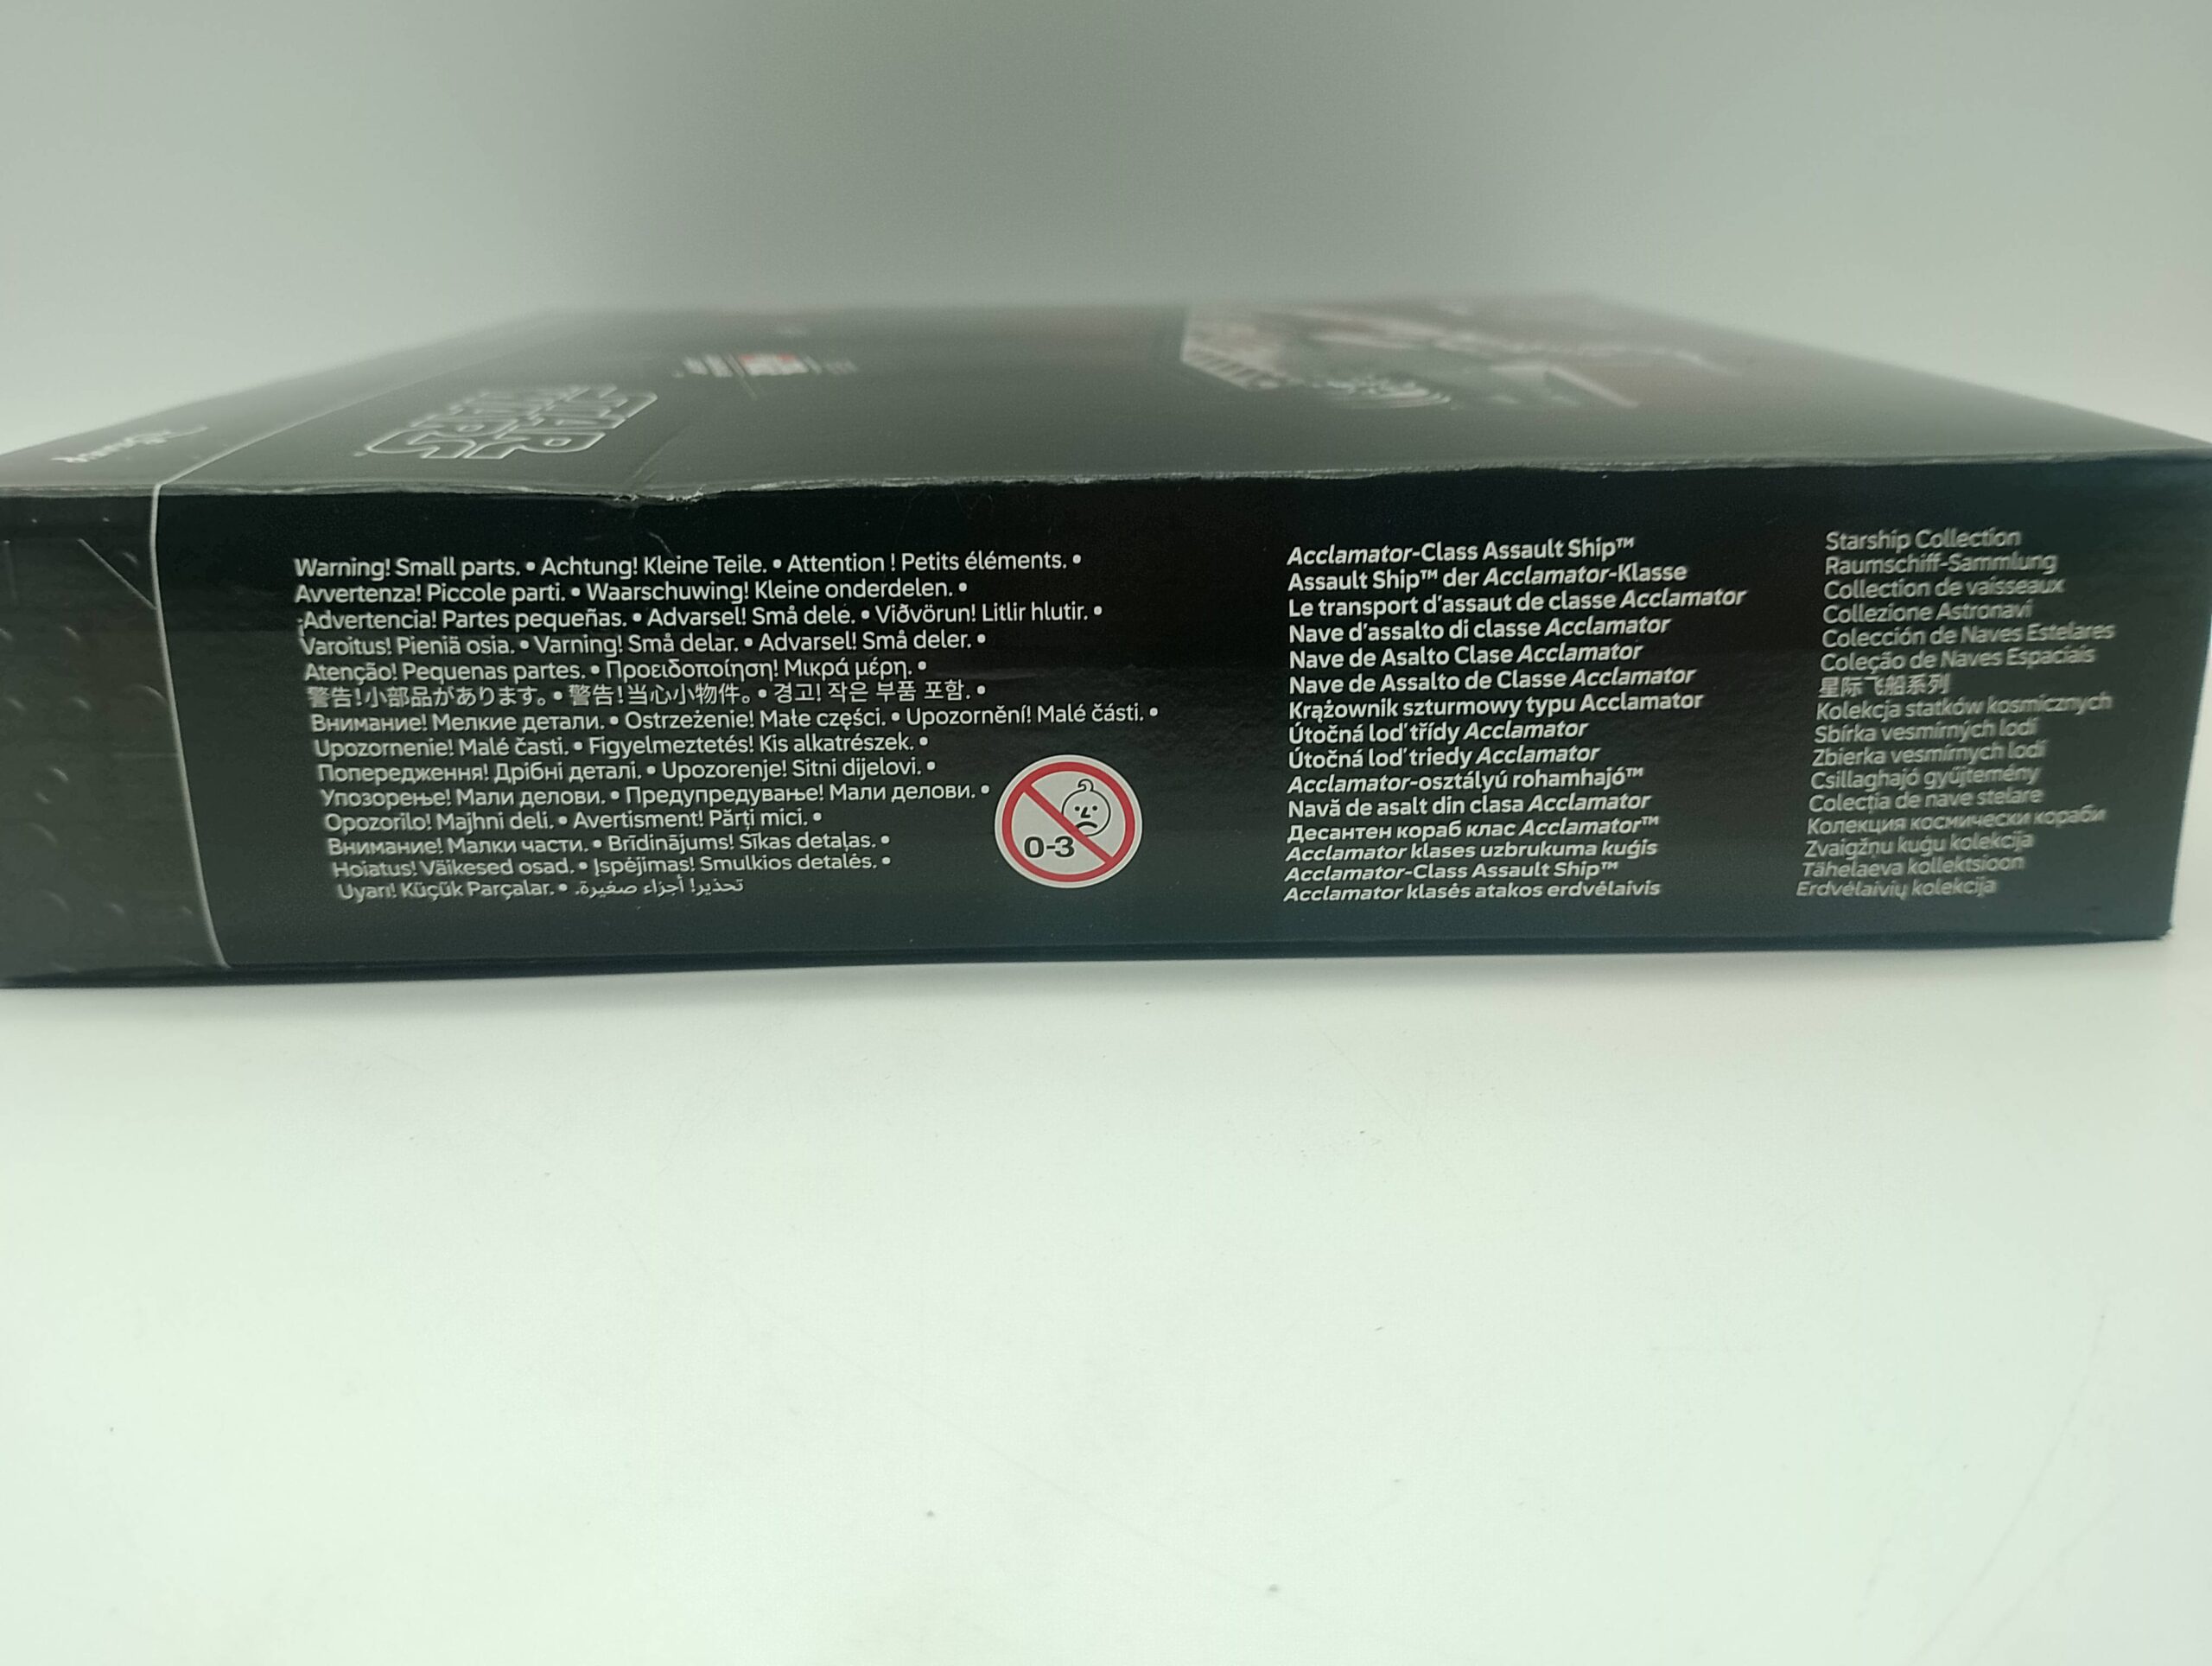 Disney
STAR
WARS
Warning! Small parts. • Achtung! Kleine Teile. • Attention ! Petits éléments. •
Avvertenza! Piccole parti. • Waarschuwing! Kleine onderdelen. •
¡Advertencia! Partes pequeñas. • Advarsel! Små dele. • Viðvörun! Litlir hlutir. •
Varoitus! Pieniä osia. • Varning! Små delar. • Advarsel! Små deler. •
Atenção! Pequenas partes. • Προειδοποίηση! Μικρά μέρη. •
警告!小部品があります。• 警告!当心小物件。• 경고! 작은 부품 포함. •
Внимание! Мелкие детали. • Ostrzeżenie! Małe części. • Upozornění! Malé části. •
Upozornenie! Malé časti. • Figyelmeztetés! Kis alkatrészek. •
Попередження! Дрібні деталі. • Upozorenje! Sitni dijelovi. •
Упозорење! Мали делови. • Предупредување! Мали делови. •
Opozorilo! Majhni deli. • Avertisment! Părți mici. •
Внимание! Малки части. • Brīdinājums! Sīkas detaļas. •
Hoiatus! Väikesed osad. • Įspėjimas! Smulkios detalės. •
Uyarı! Küçük Parçalar. • تحذير! أجزاء صغيرة.
0-3
Acclamator-Class Assault Ship™
Assault Ship™ der Acclamator-Klasse
Le transport d'assaut de classe Acclamator
Nave d'assalto di classe Acclamator
Nave de Asalto Clase Acclamator
Nave de Assalto de Classe Acclamator
Krążownik szturmowy typu Acclamator
Útočná loď třídy Acclamator
Útočná loď triedy Acclamator
Acclamator-osztályú rohamhajó™
Navă de asalt din clasa Acclamator
Десантен кораб клас Acclamator™
Acclamator klases uzbrukuma kuģis
Acclamator-Class Assault Ship™
Acclamator klasės atakos erdvėlaivis
Starship Collection
Raumschiff-Sammlung
Collection de vaisseaux
Collezione Astronavi
Colección de Naves Estelares
Coleção de Naves Espaciais
星际飞船系列
Kolekcja statków kosmicznych
Sbírka vesmírných lodí
Zbierka vesmírnych lodí
Csillaghajó gyűjtemény
Colecția de nave stelare
Колекция космически кораби
Zvaigžņu kuģu kolekcija
Tähelaeva kollektsioon
Erdvėlaivių kolekcija